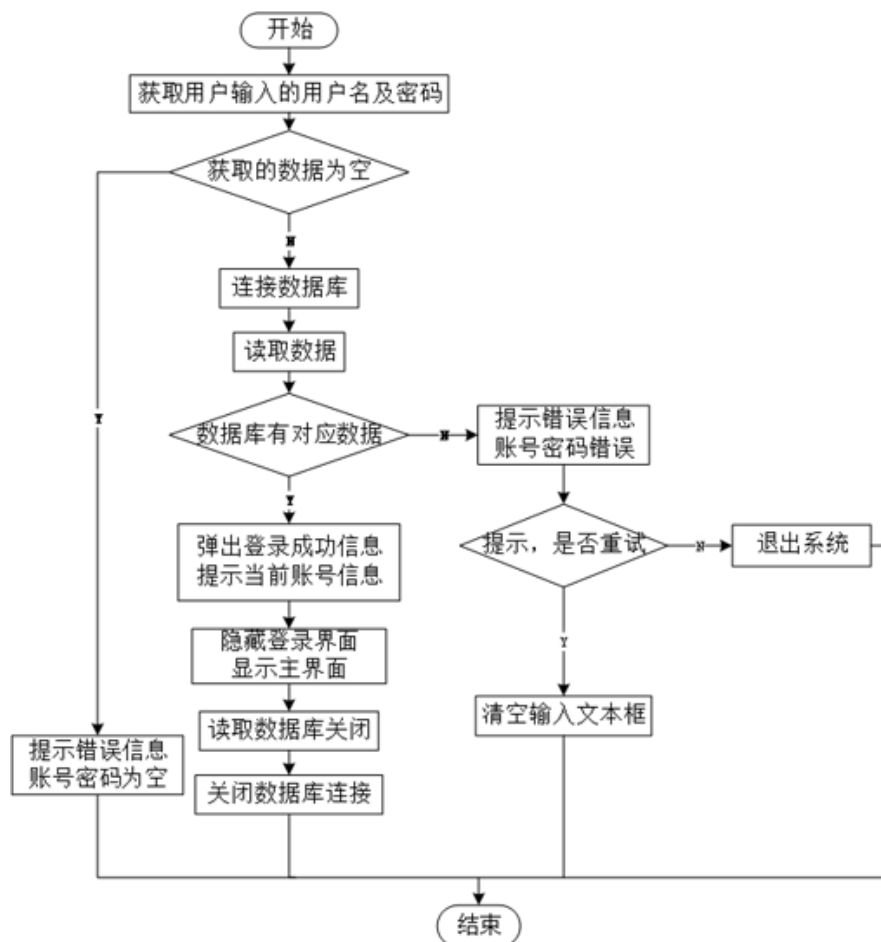 开始
获取用户输入的用户名及密码
获取的数据为空
N
连接数据库
读取数据
Y
数据库有对应数据
N
提示错误信息
账号密码错误
Y
弹出登录成功信息
提示当前账号信息
提示，是否重试
N
退出系统
隐藏登录界面
显示主界面
Y
清空输入文本框
读取数据库关闭
提示错误信息
账号密码为空
关闭数据库连接
结束